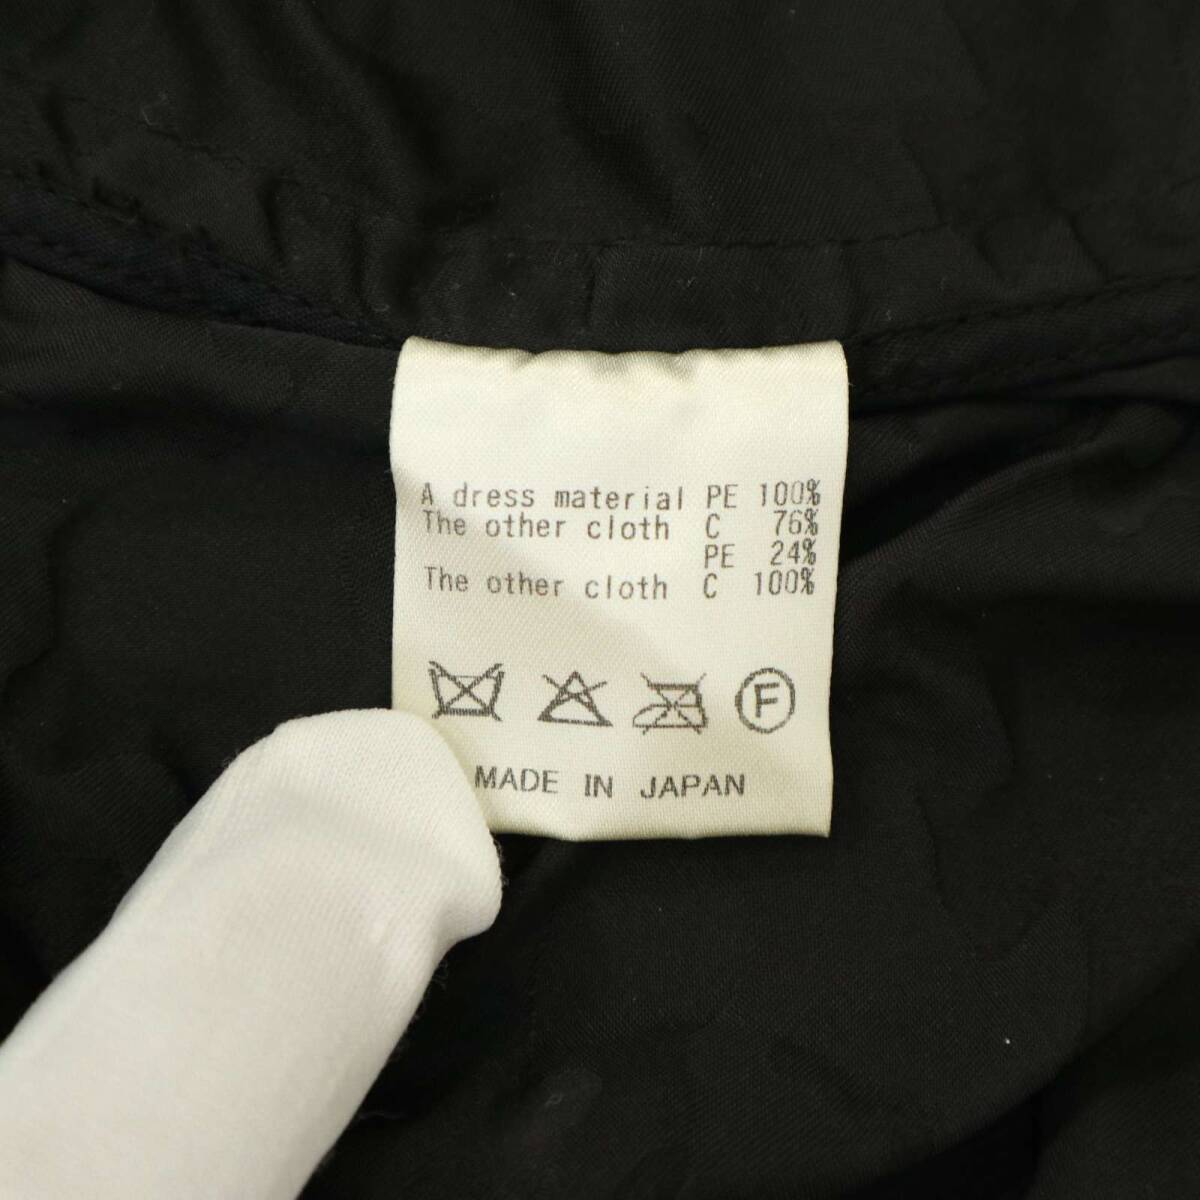 A dress material PE 100%
The other cloth C 76%
PE 24%
The other cloth C 100%
F
MADE IN JAPAN